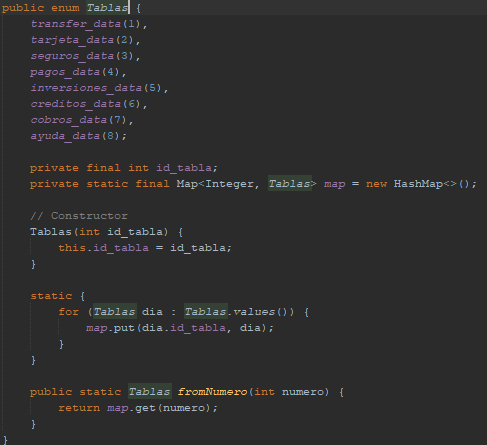 public enum Tablas {
    transfer_data(1),
    tarjeta_data(2),
    seguros_data(3),
    pagos_data(4),
    inversiones_data(5),
    creditos_data(6),
    cobros_data(7),
    ayuda_data(8);

    private final int id_tabla;
    private static final Map<Integer, Tablas> map = new HashMap<>();

    // Constructor
    Tablas(int id_tabla) {
        this.id_tabla = id_tabla;
    }

    static {
        for (Tablas dia : Tablas.values()) {
            map.put(dia.id_tabla, dia);
        }
    }

    public static Tablas fromNumero(int numero) {
        return map.get(numero);
    }
}